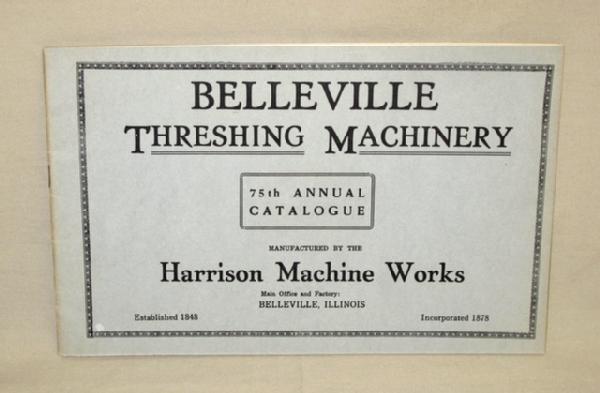 BELLEVILLE
THRESHING MACHINERY
75th ANNUAL
CATALOGUE
MANUFACTURED BY THE
Harrison Machine Works
Main Office and Factory:
BELLEVILLE, ILLINOIS
Established 1848
Incorporated 1878